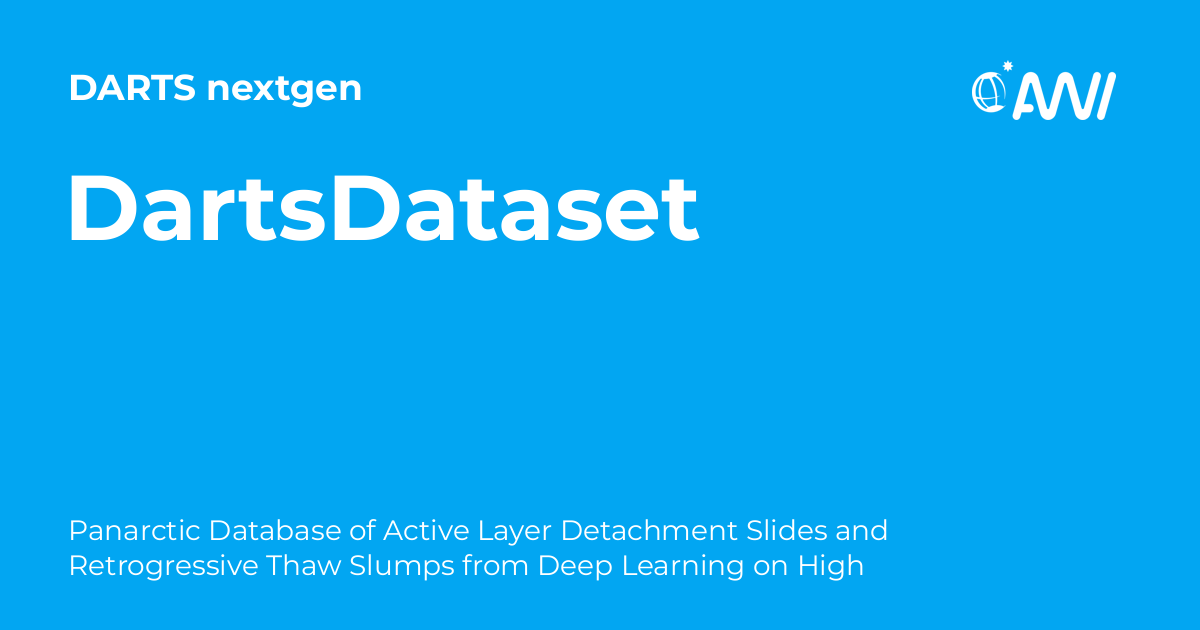 DARTS nextgen
AWI
DartsDataset
Panarctic Database of Active Layer Detachment Slides and
Retrogressive Thaw Slumps from Deep Learning on High